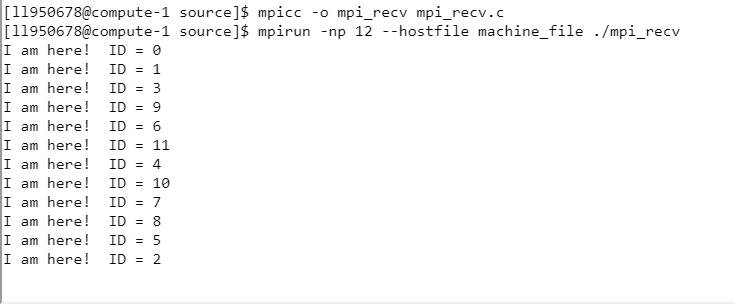 [ll950678@compute-1 source]$ mpicc -o mpi_recv mpi_recv.c
[ll950678@compute-1 source]$ mpirun -np 12 --hostfile machine_file ./mpi_recv
I am here!  ID = 0
I am here!  ID = 1
I am here!  ID = 3
I am here!  ID = 9
I am here!  ID = 6
I am here!  ID = 11
I am here!  ID = 4
I am here!  ID = 10
I am here!  ID = 7
I am here!  ID = 8
I am here!  ID = 5
I am here!  ID = 2